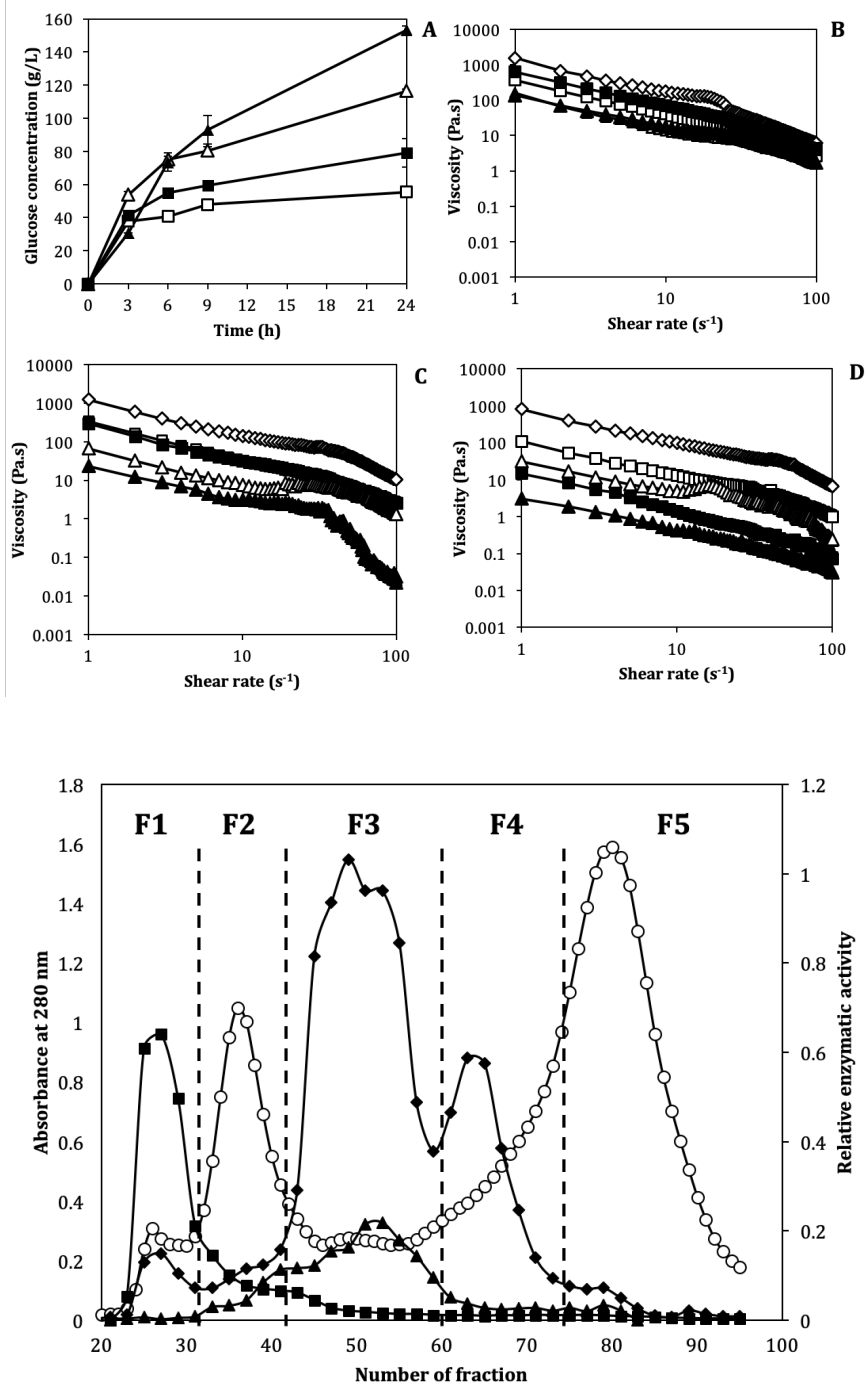 A
Glucose concentration (g/L)
160
140
120
100
80
60
40
20
0
0 3 6 9 12 15 18 21 24
Time (h)
B
Viscosity (Pa.s)
10000
1000
100
10
1
0.1
0.01
0.001
1 10 100
Shear rate (s-1)
C
Viscosity (Pa.s)
10000
1000
100
10
1
0.1
0.01
0.001
1 10 100
Shear rate (s-1)
D
Viscosity (Pa.s)
10000
1000
100
10
1
0.1
0.01
0.001
1 10 100
Shear rate (s-1)
F1 F2 F3 F4 F5
Absorbance at 280 nm
1.8
1.6
1.4
1.2
1
0.8
0.6
0.4
0.2
0
1.2
1
0.8
0.6
0.4
0.2
0
Relative enzymatic activity
20 30 40 50 60 70 80 90 100
Number of fraction